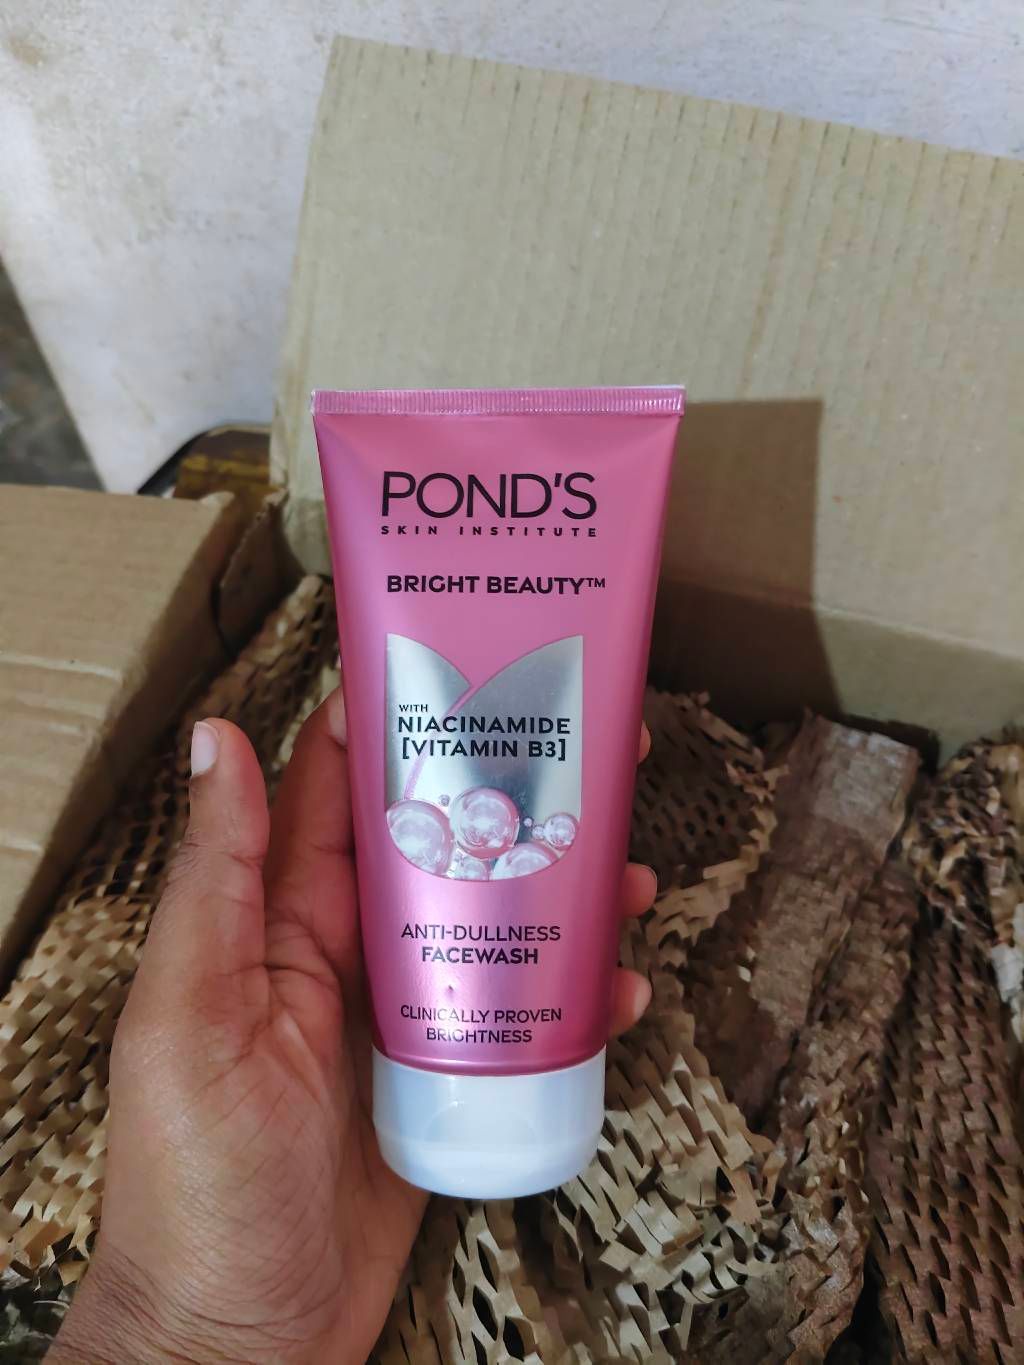 POND'S
SKIN INSTITUTE
BRIGHT BEAUTY™
WITH
NIACINAMIDE
[VITAMIN B3]
ANTI-DULLNESS
FACEWASH
CLINICALLY PROVEN
BRIGHTNESS